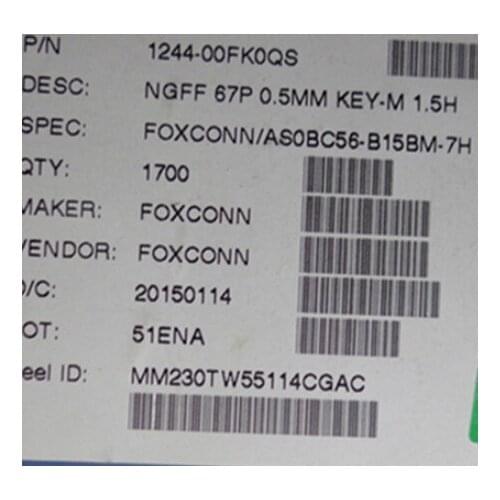 P/N 1244-00FK0QS
DESC: NGFF 67P 0.5MM KEY-M 1.5H
SPEC: FOXCONN/AS0BC56-B15BM-7H
QTY: 1700
MAKER: FOXCONN
VENDOR: FOXCONN
D/C: 20150114
OT: 51ENA
eel ID: MM230TW55114CGAC